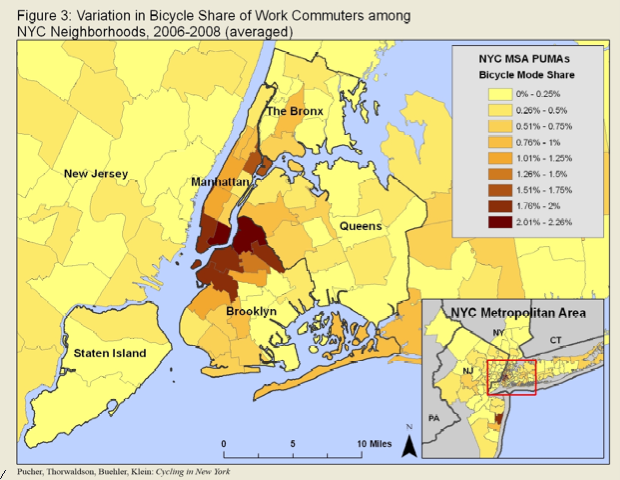 Figure 3: Variation in Bicycle Share of Work Commuters among
NYC Neighborhoods, 2006-2008 (averaged)
NYC MSA PUMAs
Bicycle Mode Share
0% - 0.25%
0.26% - 0.5%
0.51% - 0.75%
0.76% - 1%
1.01% - 1.25%
1.26% - 1.5%
1.51% - 1.75%
1.76% - 2%
2.01% - 2.26%
The Bronx
New Jersey
Manhattan
Queens
Brooklyn
Staten Island
NYC Metropolitan Area
NY
CT
NJ
PA
N
0 5 10 Miles
Pucher, Thorwaldson, Buehler, Klein: Cycling in New York